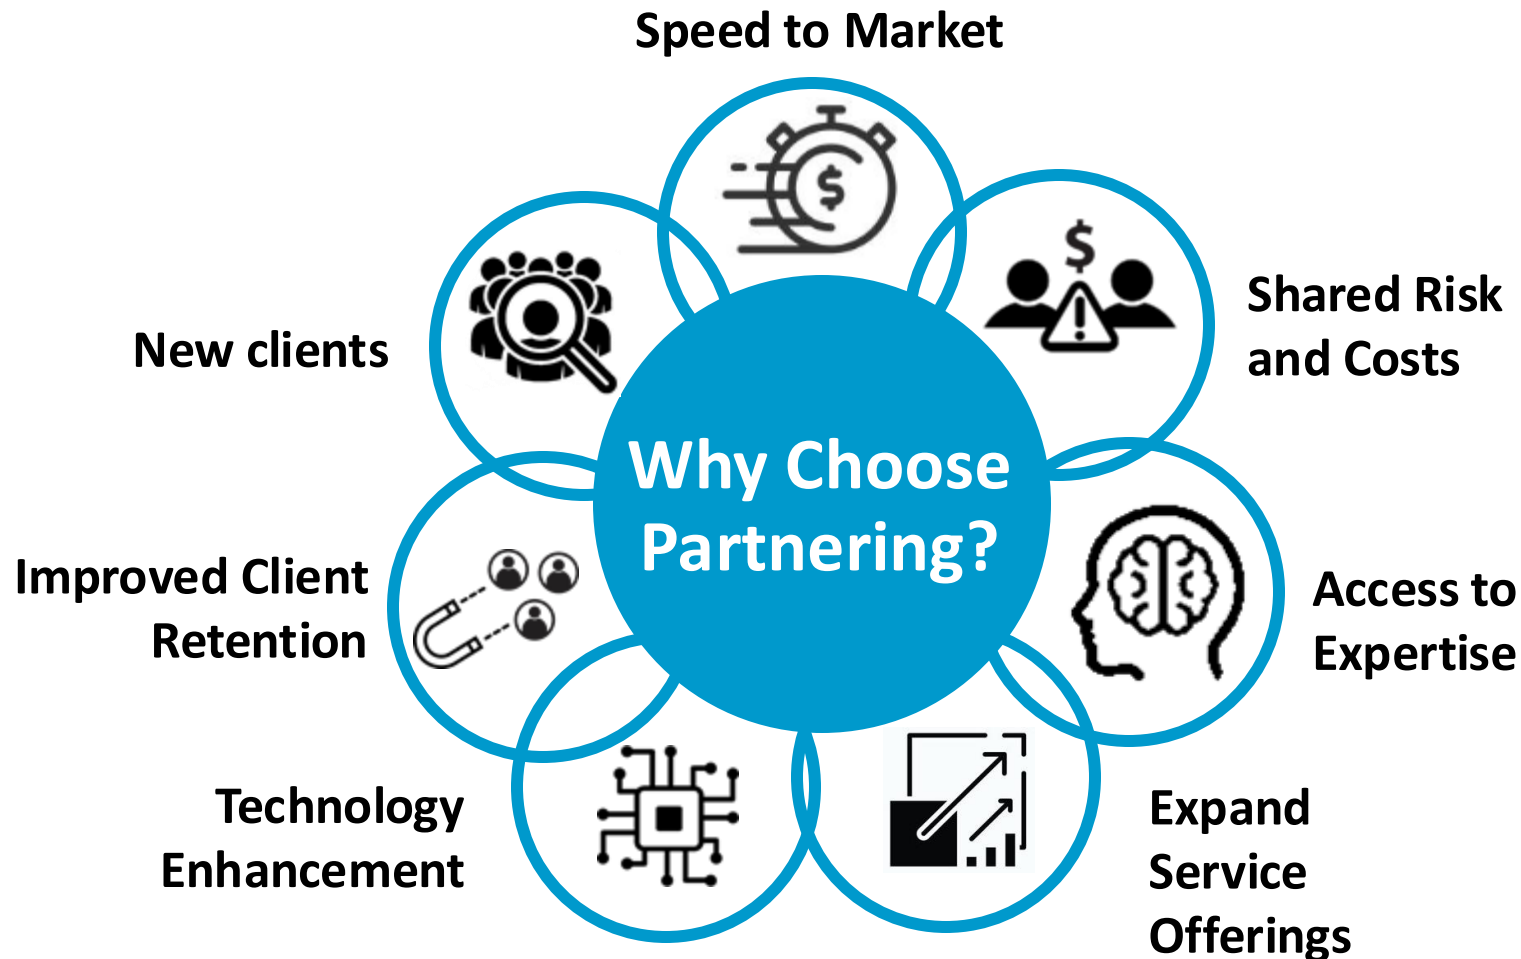 Speed to Market
Shared Risk
and Costs
New clients
Why Choose
Partnering?
Improved Client
Retention
Access to
Expertise
Technology
Enhancement
Expand
Service
Offerings
$
$
!